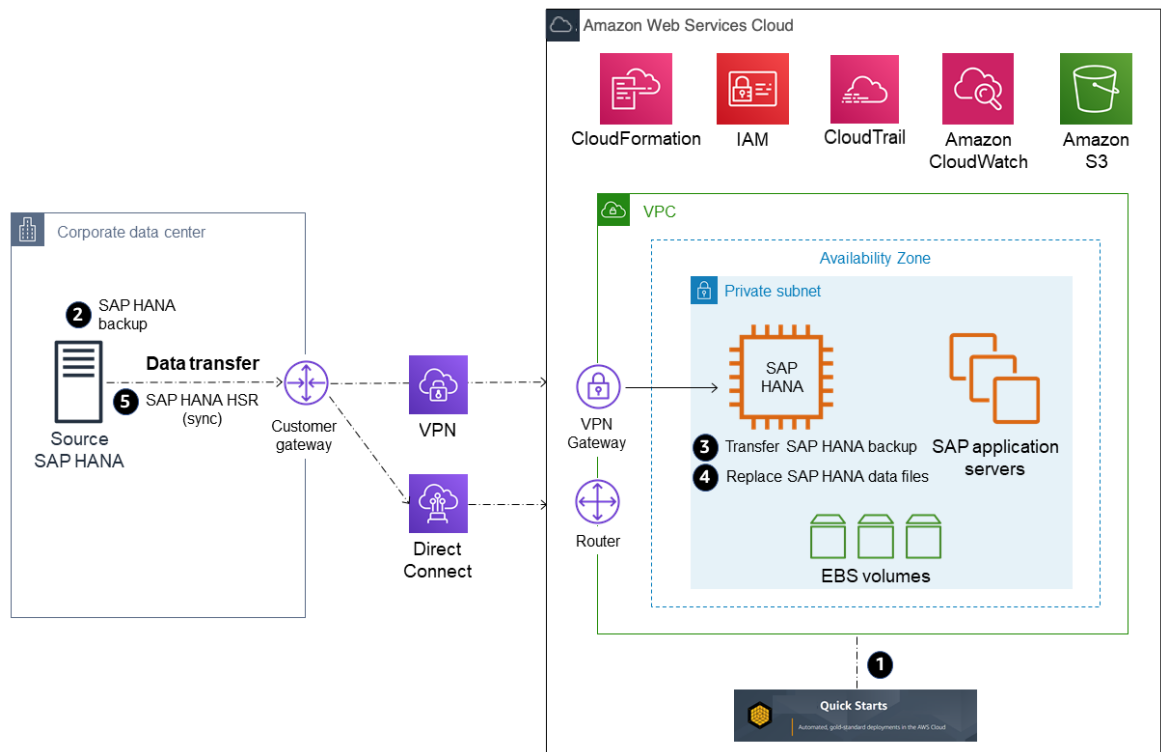 Amazon Web Services Cloud
CloudFormation
IAM
CloudTrail
Amazon
CloudWatch
Amazon
S3
VPC
Corporate data center
Availability Zone
Private subnet
2
SAP HANA
backup
Data transfer
5
SAP HANA HSR
(sync)
Source
SAP HANA
Customer
gateway
VPN
Direct
Connect
VPN
Gateway
Router
SAP
HANA
3 Transfer SAP HANA backup
4 Replace SAP HANA data files
SAP application
servers
EBS volumes
1
Quick Starts
Automated, gold-standard deployments in the AWS Cloud